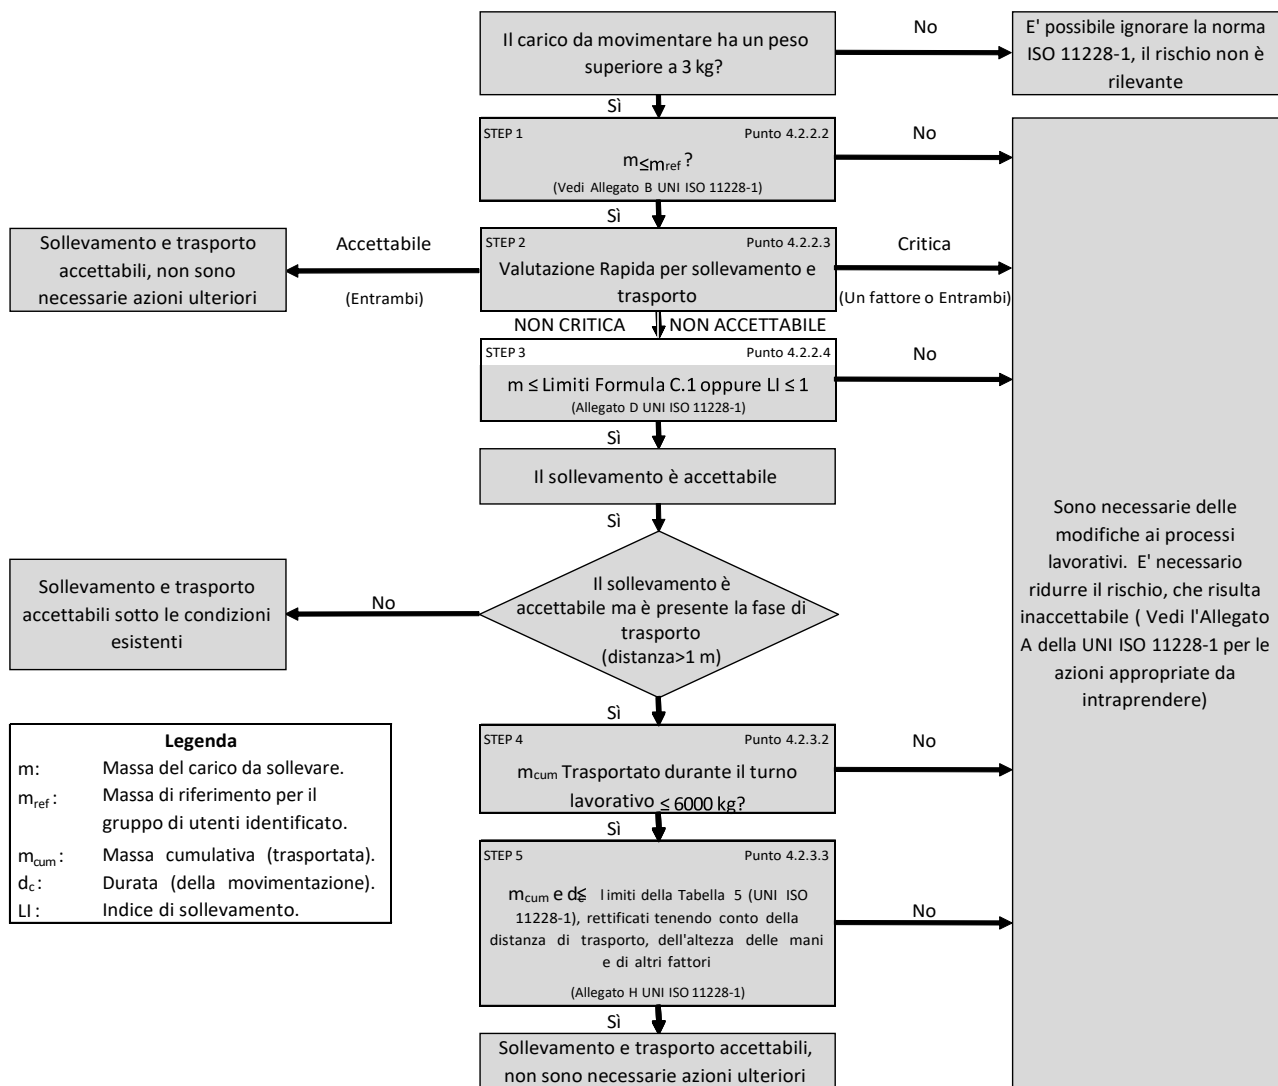 Il carico da movimentare ha un peso
superiore a 3 kg?
No
E' possibile ignorare la norma
ISO 11228-1, il rischio non è
rilevante
Sì
STEP 1
Punto 4.2.2.2
m≤mref ?
(Vedi Allegato B UNI ISO 11228-1)
No
Sì
STEP 2
Punto 4.2.2.3
Valutazione Rapida per sollevamento e
trasporto
Accettabile
(Entrambi)
Sollevamento e trasporto
accettabili, non sono
necessarie azioni ulteriori
Critica
(Un fattore o Entrambi)
NON CRITICA
NON ACCETTABILE
STEP 3
Punto 4.2.2.4
m ≤ Limiti Formula C.1 oppure LI ≤ 1
(Allegato D UNI ISO 11228-1)
No
Sì
Il sollevamento è accettabile
Sì
Il sollevamento è
accettabile ma è presente la fase di
trasporto
(distanza>1 m)
No
Sollevamento e trasporto
accettabili sotto le condizioni
esistenti
Sono necessarie delle
modifiche ai processi
lavorativi. E' necessario
ridurre il rischio, che risulta
inaccettabile ( Vedi l'Allegato
A della UNI ISO 11228-1 per le
azioni appropriate da
intraprendere)
Sì
STEP 4
Punto 4.2.3.2
mcum Trasportato durante il turno
lavorativo ≤ 6000 kg?
No
Sì
STEP 5
Punto 4.2.3.3
mcum e dc≤ limiti della Tabella 5 (UNI ISO
11228-1), rettificati tenendo conto della
distanza di trasporto, dell'altezza delle mani
e di altri fattori
(Allegato H UNI ISO 11228-1)
No
Sì
Sollevamento e trasporto accettabili,
non sono necessarie azioni ulteriori
Legenda
m: Massa del carico da sollevare.
mref : Massa di riferimento per il
gruppo di utenti identificato.
mcum : Massa cumulativa (trasportata).
dc : Durata (della movimentazione).
LI : Indice di sollevamento.